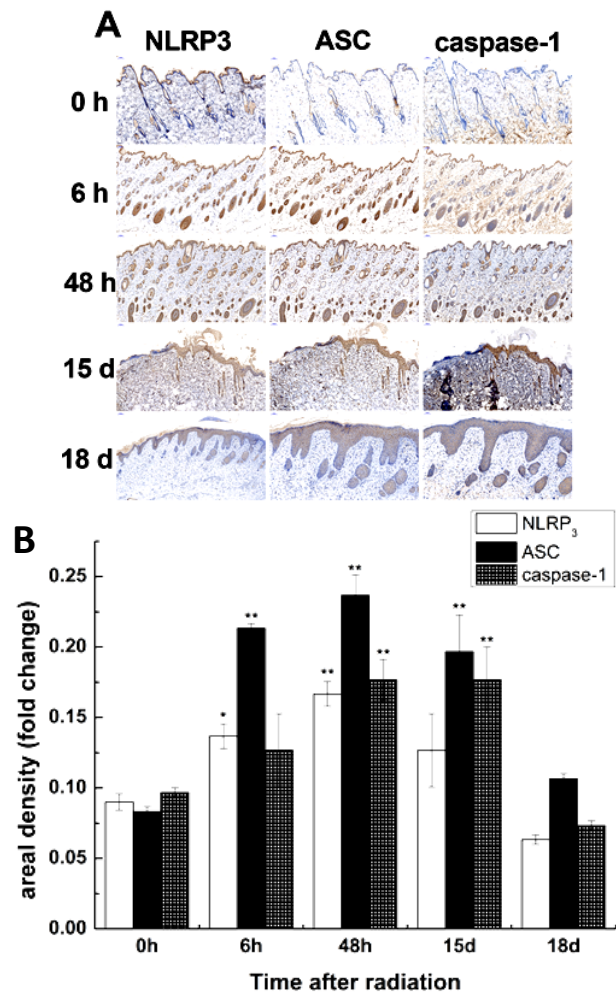 A
NLRP3 ASC caspase-1
0 h
6 h
48 h
15 d
18 d
B
NLRP3
ASC
caspase-1
areal density (fold change)
0.25
0.20
0.15
0.10
0.05
0.00
* ** ** ** ** ** **
0h 6h 48h 15d 18d
Time after radiation